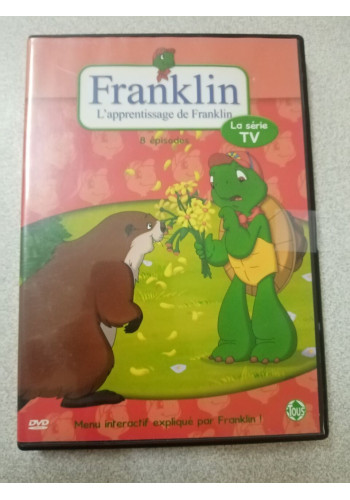 Franklin
L'apprentissage de Franklin
La série
TV
8 épisodes
DVD
Menu interactif expliqué par Franklin !
Tous